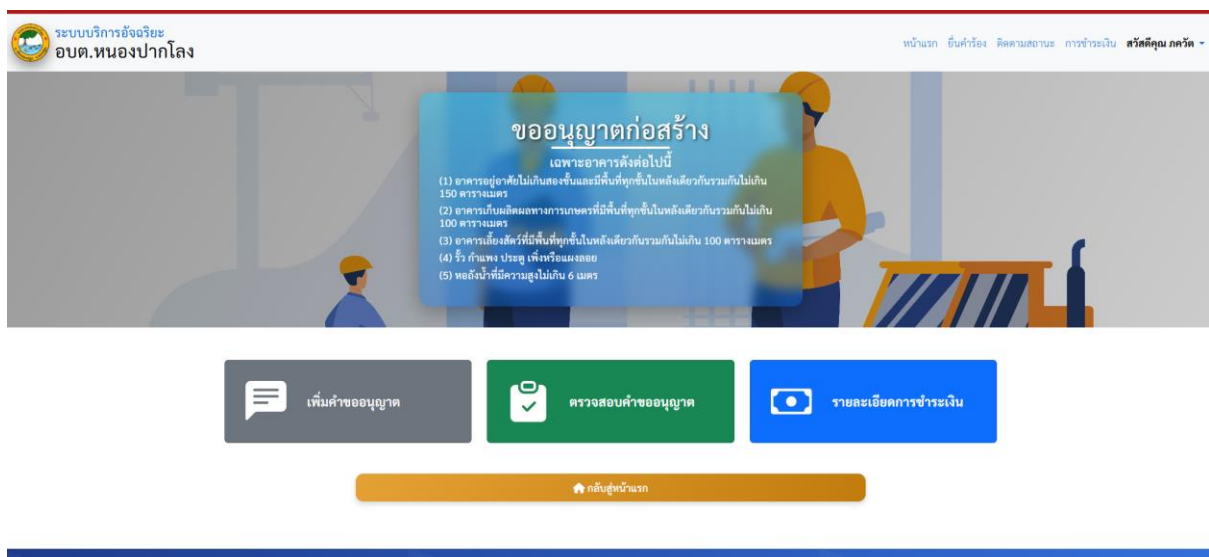 ระบบบริการอัจฉริยะ
อบต.หนองปากโลง
หน้าแรก ยื่นคำร้อง ติดตามสถานะ การชำระเงิน สวัสดีคุณ ภควัต
ขออนุญาตก่อสร้าง
เฉพาะอาคารดังต่อไปนี้
(1) อาคารอยู่อาศัยไม่เกินสองชั้นและมีพื้นที่ทุกชั้นในหลังเดียวกันรวมกันไม่เกิน
150 ตารางเมตร
(2) อาคารเก็บผลิตผลทางการเกษตรที่มีพื้นที่ทุกชั้นในหลังเดียวกันรวมกันไม่เกิน
100 ตารางเมตร
(3) อาคารเลี้ยงสัตว์ที่มีพื้นที่ทุกชั้นในหลังเดียวกันรวมกันไม่เกิน 100 ตารางเมตร
(4) รั้ว กำแพง ประตู เพิงหรือแผงลอย
(5) หอถังน้ำที่มีความสูงไม่เกิน 6 เมตร
เพิ่มคำขออนุญาต
ตรวจสอบคำขออนุญาต
รายละเอียดการชำระเงิน
กลับสู่หน้าแรก